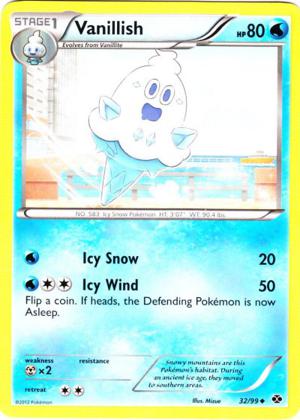 STAGE1
Vanillish
HP80
Evolves from Vanillite
NO. 583 Icy Snow Pokémon HT. 3'07" WT. 90.4 lbs.
Icy Snow 20
Icy Wind 50
Flip a coin. If heads, the Defending Pokémon is now
Asleep.
weakness resistance
×2
retreat
Snowy mountains are this
Pokémon's habitat. During
an ancient ice age, they moved
to southern areas.
©2012 Pokémon
Illus. Mizue 32/99